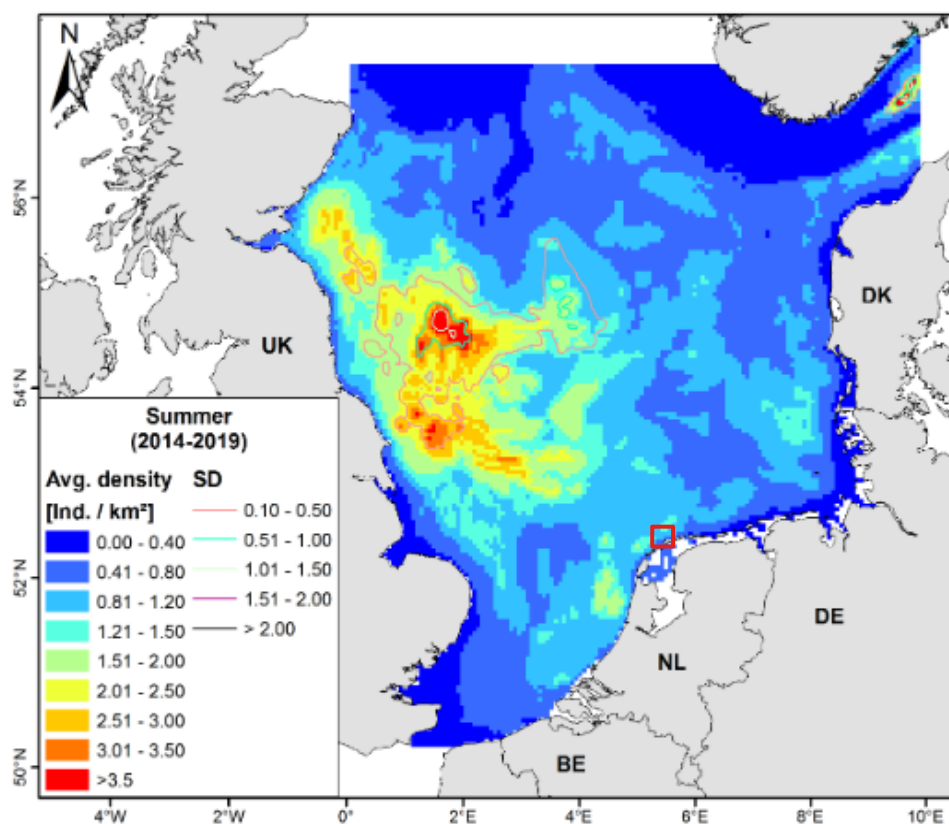 N
56°N
DK
UK
54°N
Summer
(2014-2019)
Avg. density SD
[Ind. / km²]
0.00 - 0.40
0.41 - 0.80
0.81 - 1.20
1.21 - 1.50
1.51 - 2.00
2.01 - 2.50
2.51 - 3.00
3.01 - 3.50
>3.5
0.10 - 0.50
0.51 - 1.00
1.01 - 1.50
1.51 - 2.00
> 2.00
52°N
DE
NL
BE
50°N
4°W 2°W 0° 2°E 4°E 6°E 8°E 10°E